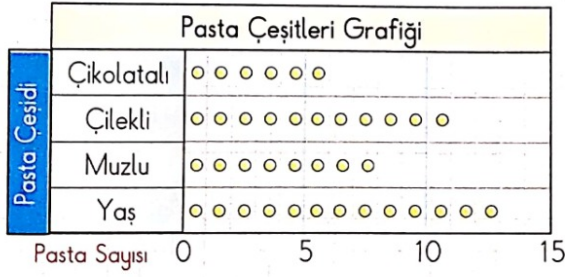 Pasta Çeşitleri Grafiği
Pasta Çeşidi
Çikolatalı
Çilekli
Muzlu
Yaş
Pasta Sayısı 0 5 10 15